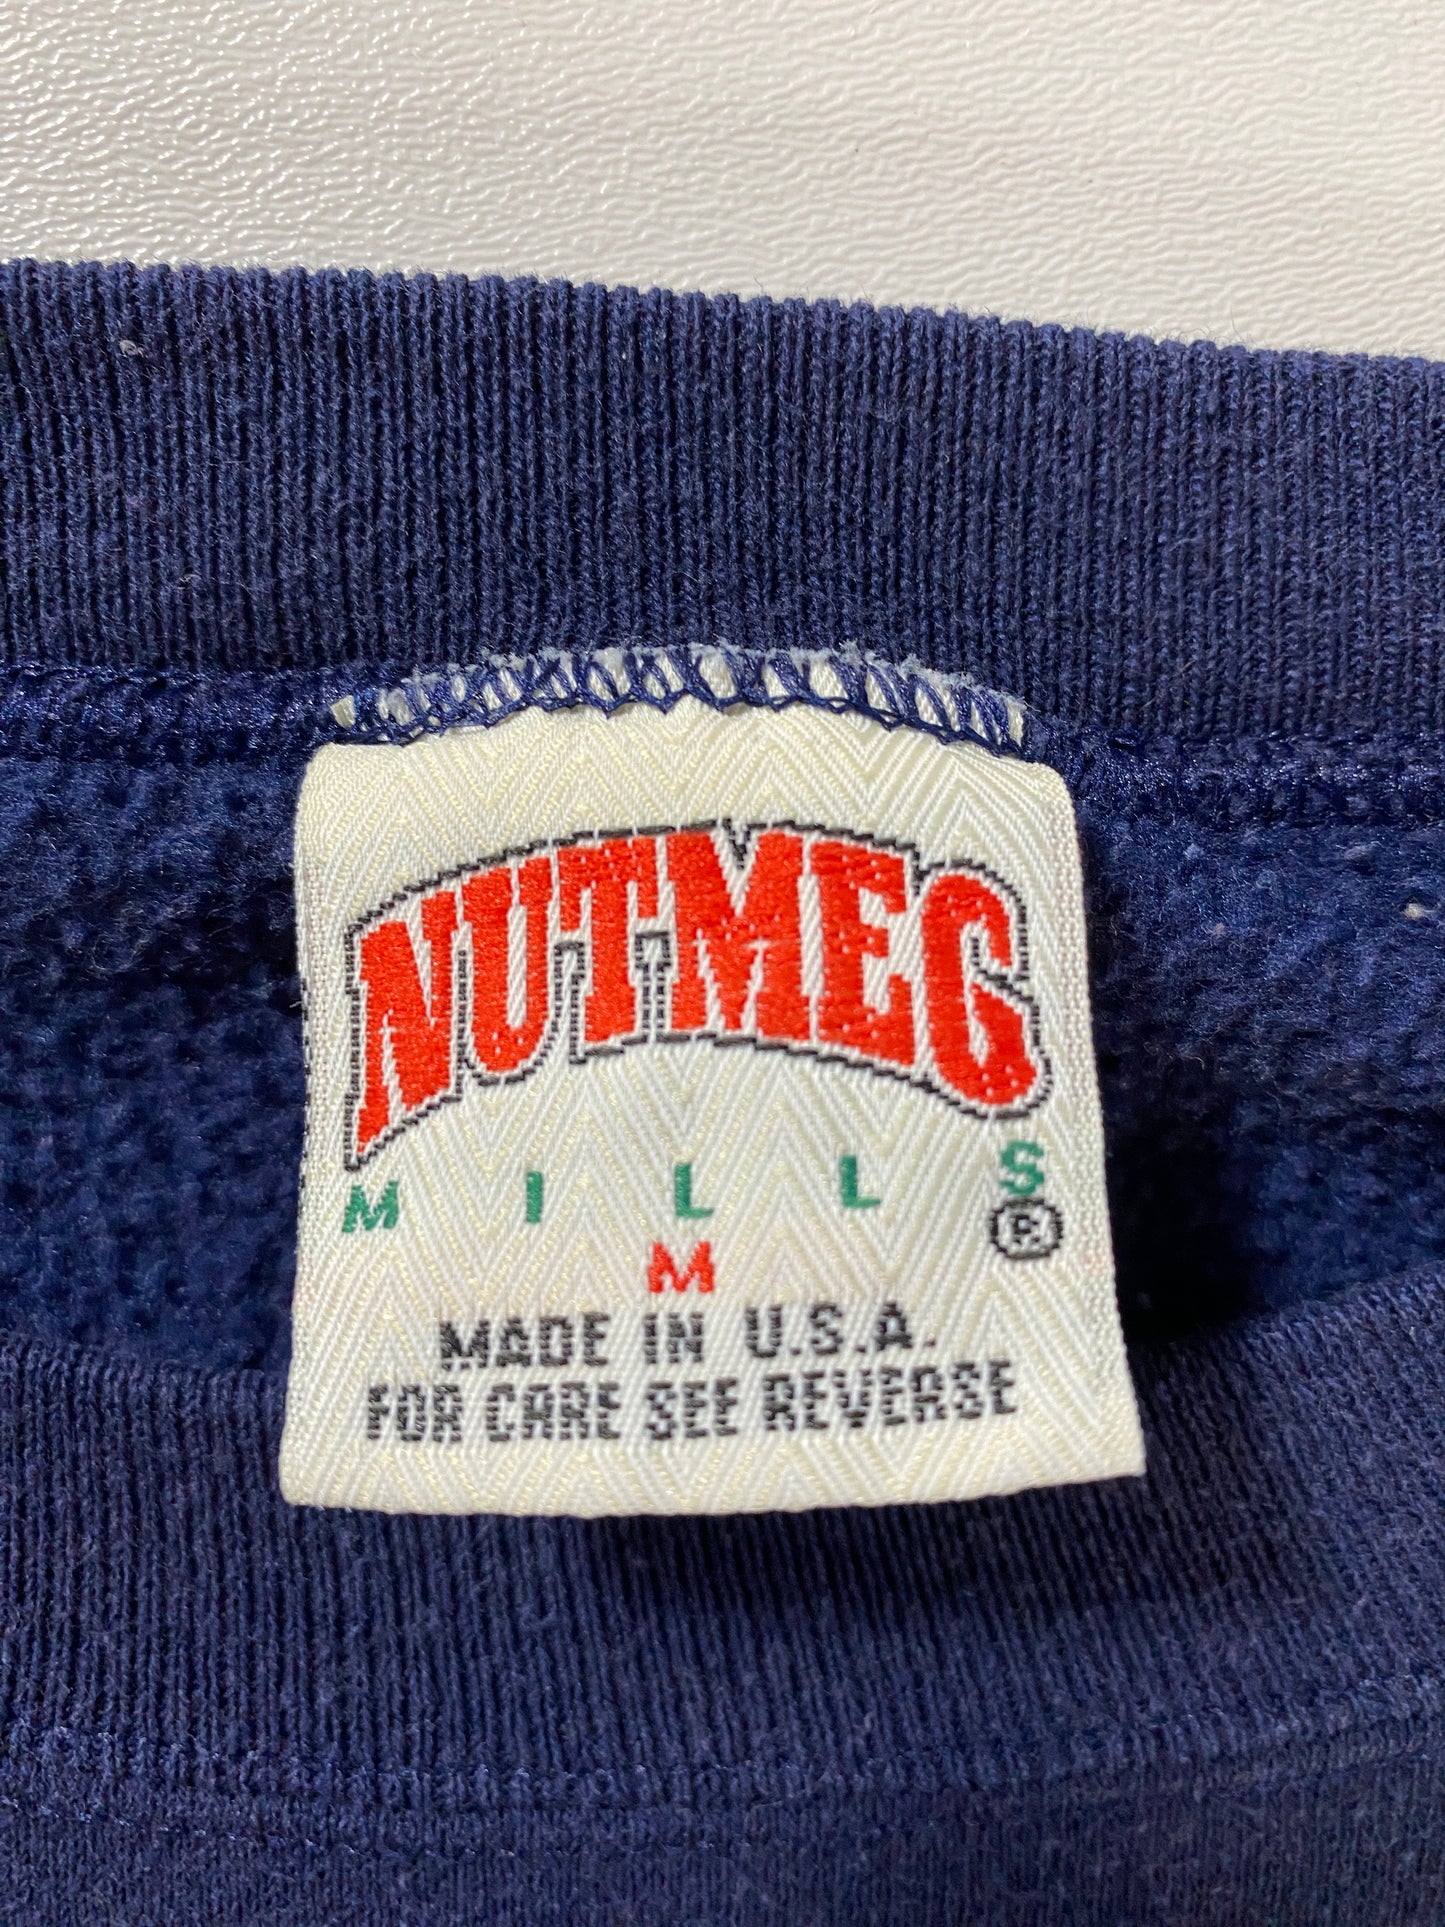 NUTMEG
MILLS
®
M
MADE IN U.S.A.
FOR CARE SEE REVERSE